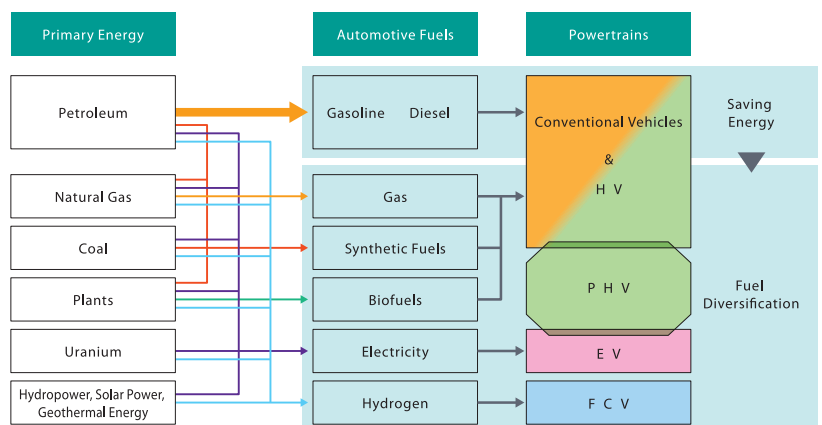 Primary Energy
Automotive Fuels
Powertrains
Petroleum
Gasoline Diesel
Conventional Vehicles
&
H V
Saving
Energy
Natural Gas
Gas
Coal
Synthetic Fuels
Plants
Biofuels
P H V
Fuel
Diversification
Uranium
Electricity
E V
Hydropower, Solar Power,
Geothermal Energy
Hydrogen
F C V